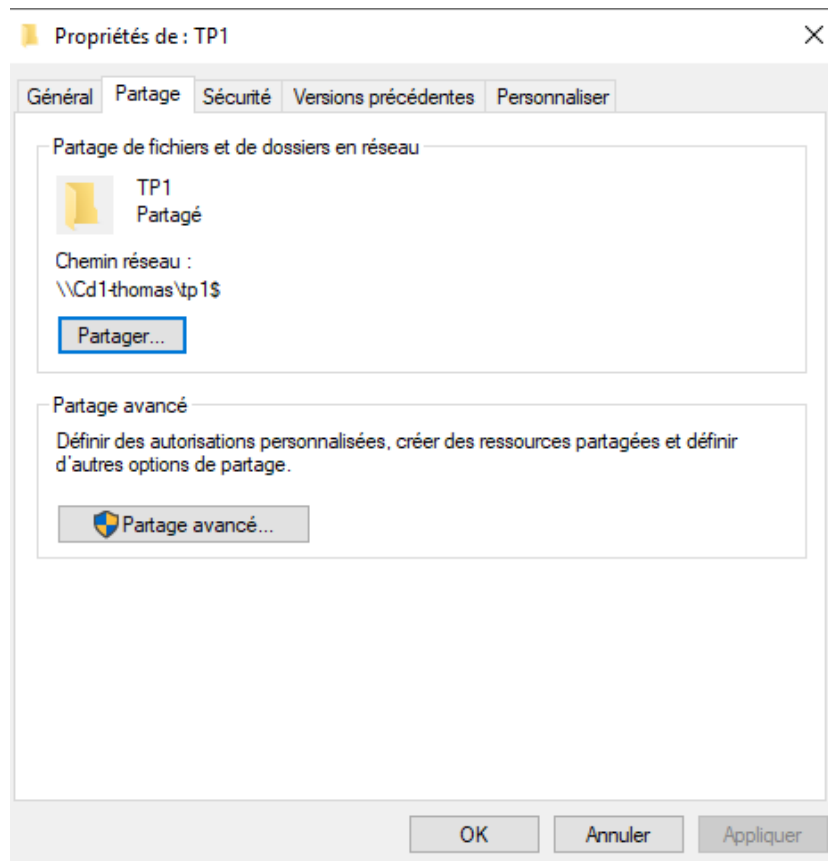 Propriétés de : TP1
Général Partage Sécurité Versions précédentes Personnaliser
Partage de fichiers et de dossiers en réseau
TP1
Partagé
Chemin réseau :
\\Cd1-thomas\tp1$
Partager...
Partage avancé
Définir des autorisations personnalisées, créer des ressources partagées et définir
d'autres options de partage.
Partage avancé...
OK Annuler Appliquer